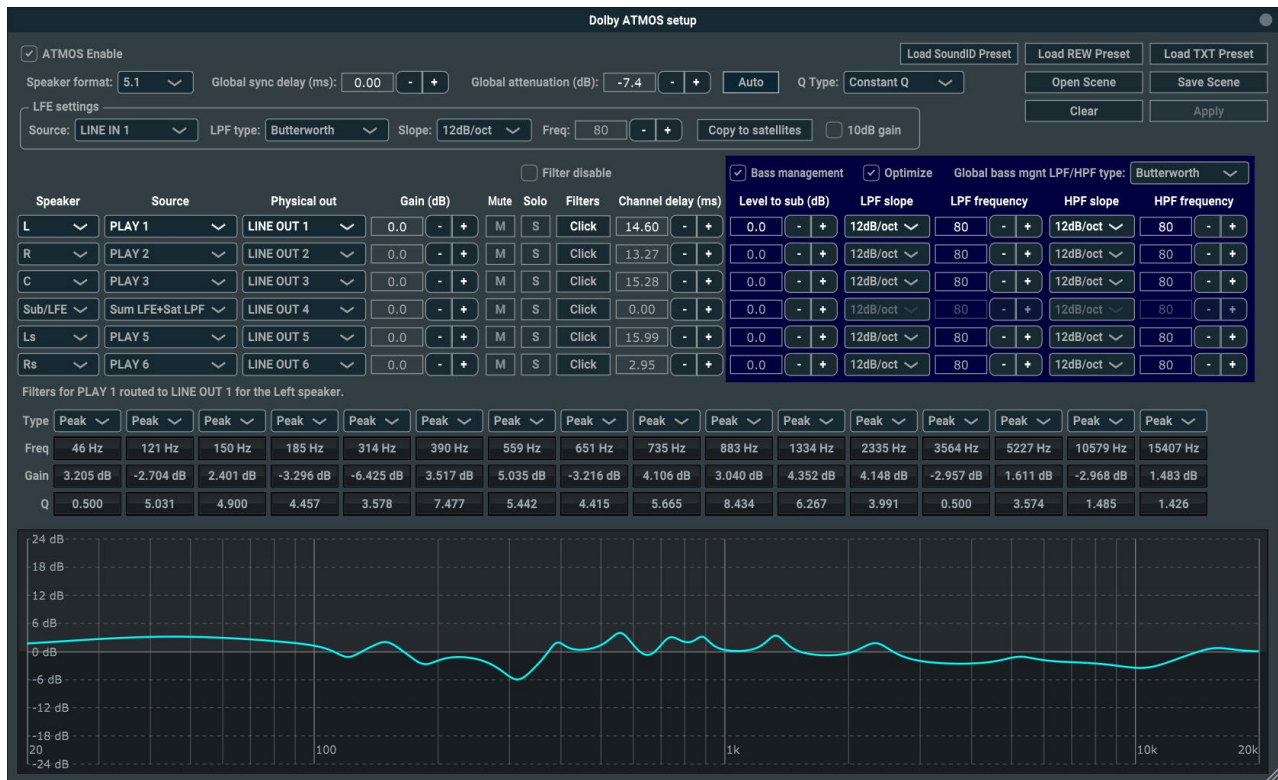 Dolby ATMOS setup
ATMOS Enable Load SoundID Preset Load REW Preset Load TXT Preset
Speaker format: 5.1 Global sync delay (ms): 0.00 - + Global attenuation (dB): -7.4 - + Auto Q Type: Constant Q Open Scene Save Scene
LFE settings
Clear Apply
Source: LINE IN 1 LPF type: Butterworth Slope: 12dB/oct Freq: 80 - + Copy to satellites 10dB gain
Filter disable Bass management Optimize Global bass mgnt LPF/HPF type: Butterworth
Speaker Source Physical out Gain (dB) Mute Solo Filters Channel delay (ms) Level to sub (dB) LPF slope LPF frequency HPF slope HPF frequency
L PLAY 1 LINE OUT 1 0.0 - + M S Click 14.60 - + 0.0 - + 12dB/oct 80 - + 12dB/oct 80 - +
R PLAY 2 LINE OUT 2 0.0 - + M S Click 13.27 - + 0.0 - + 12dB/oct 80 - + 12dB/oct 80 - +
C PLAY 3 LINE OUT 3 0.0 - + M S Click 15.28 - + 0.0 - + 12dB/oct 80 - + 12dB/oct 80 - +
Sub/LFE Sum LFE+Sat LPF LINE OUT 4 0.0 - + M S Click 0.00 - + 0.0 - + 12dB/oct 80 - + 12dB/oct 80 - +
Ls PLAY 5 LINE OUT 5 0.0 - + M S Click 15.99 - + 0.0 - + 12dB/oct 80 - + 12dB/oct 80 - +
Rs PLAY 6 LINE OUT 6 0.0 - + M S Click 2.95 - + 0.0 - + 12dB/oct 80 - + 12dB/oct 80 - +
Filters for PLAY 1 routed to LINE OUT 1 for the Left speaker.
Type Peak Peak Peak Peak Peak Peak Peak Peak Peak Peak Peak Peak Peak Peak Peak Peak
Freq 46 Hz 121 Hz 150 Hz 185 Hz 314 Hz 390 Hz 559 Hz 651 Hz 735 Hz 883 Hz 1334 Hz 2335 Hz 3564 Hz 5227 Hz 10579 Hz 15407 Hz
Gain 3.205 dB -2.704 dB 2.401 dB -3.296 dB -6.425 dB 3.517 dB 5.035 dB -3.216 dB 4.106 dB 3.040 dB 4.352 dB 4.148 dB -2.957 dB 1.611 dB -2.968 dB 1.483 dB
Q 0.500 5.031 4.900 4.457 3.578 7.477 5.442 4.415 5.665 8.434 6.267 3.991 0.500 3.574 1.485 1.426
24 dB
18 dB
12 dB
6 dB
0 dB
-6 dB
-12 dB
-18 dB
20 100 1k 10k 20k
-24 dB